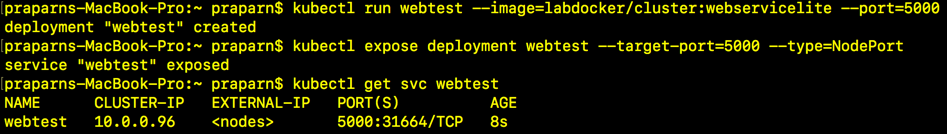 [praparns-MacBook-Pro:~ praparn$ kubectl run webtest --image=labdocker/cluster:webservicelite --port=5000
deployment "webtest" created
[praparns-MacBook-Pro:~ praparn$ kubectl expose deployment webtest --target-port=5000 --type=NodePort
service "webtest" exposed
[praparns-MacBook-Pro:~ praparn$ kubectl get svc webtest
NAME CLUSTER-IP EXTERNAL-IP PORT(S) AGE
webtest 10.0.0.96 <nodes> 5000:31664/TCP 8s